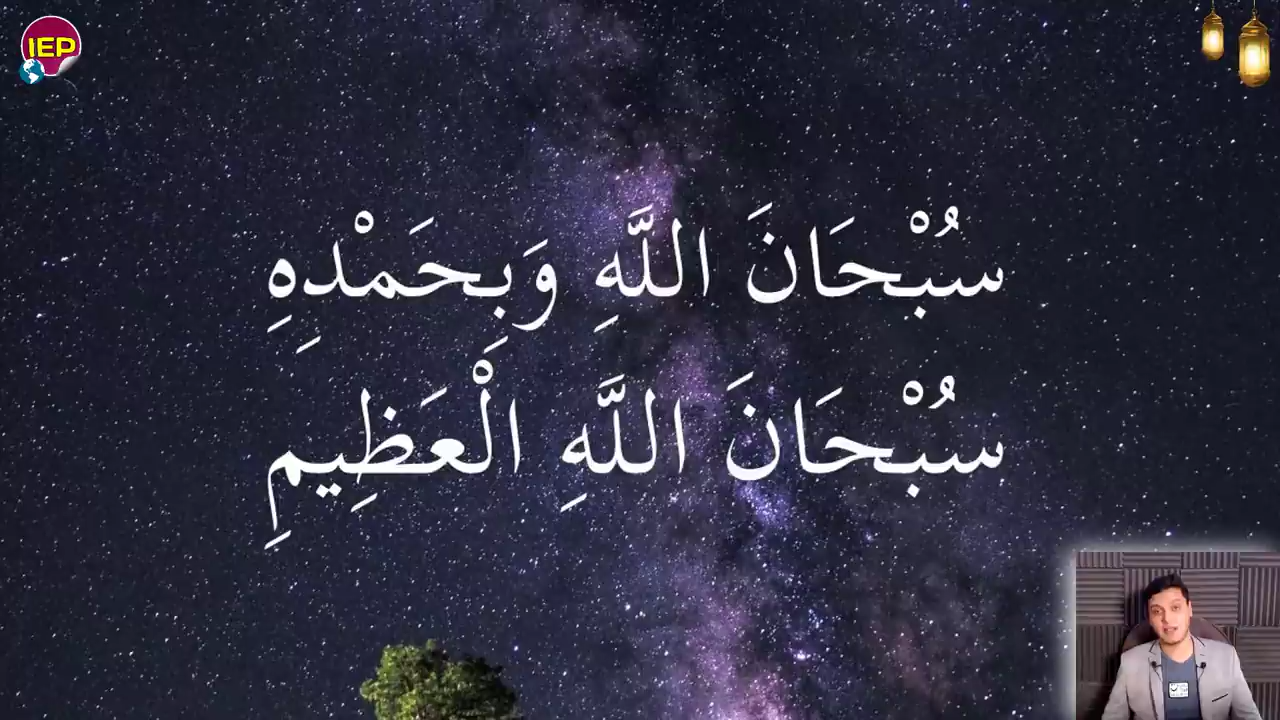 IEP
سُبْحَانَ اللَّهِ وَبِحَمْدِهِ
سُبْحَانَ اللَّهِ الْعَظِيمِ